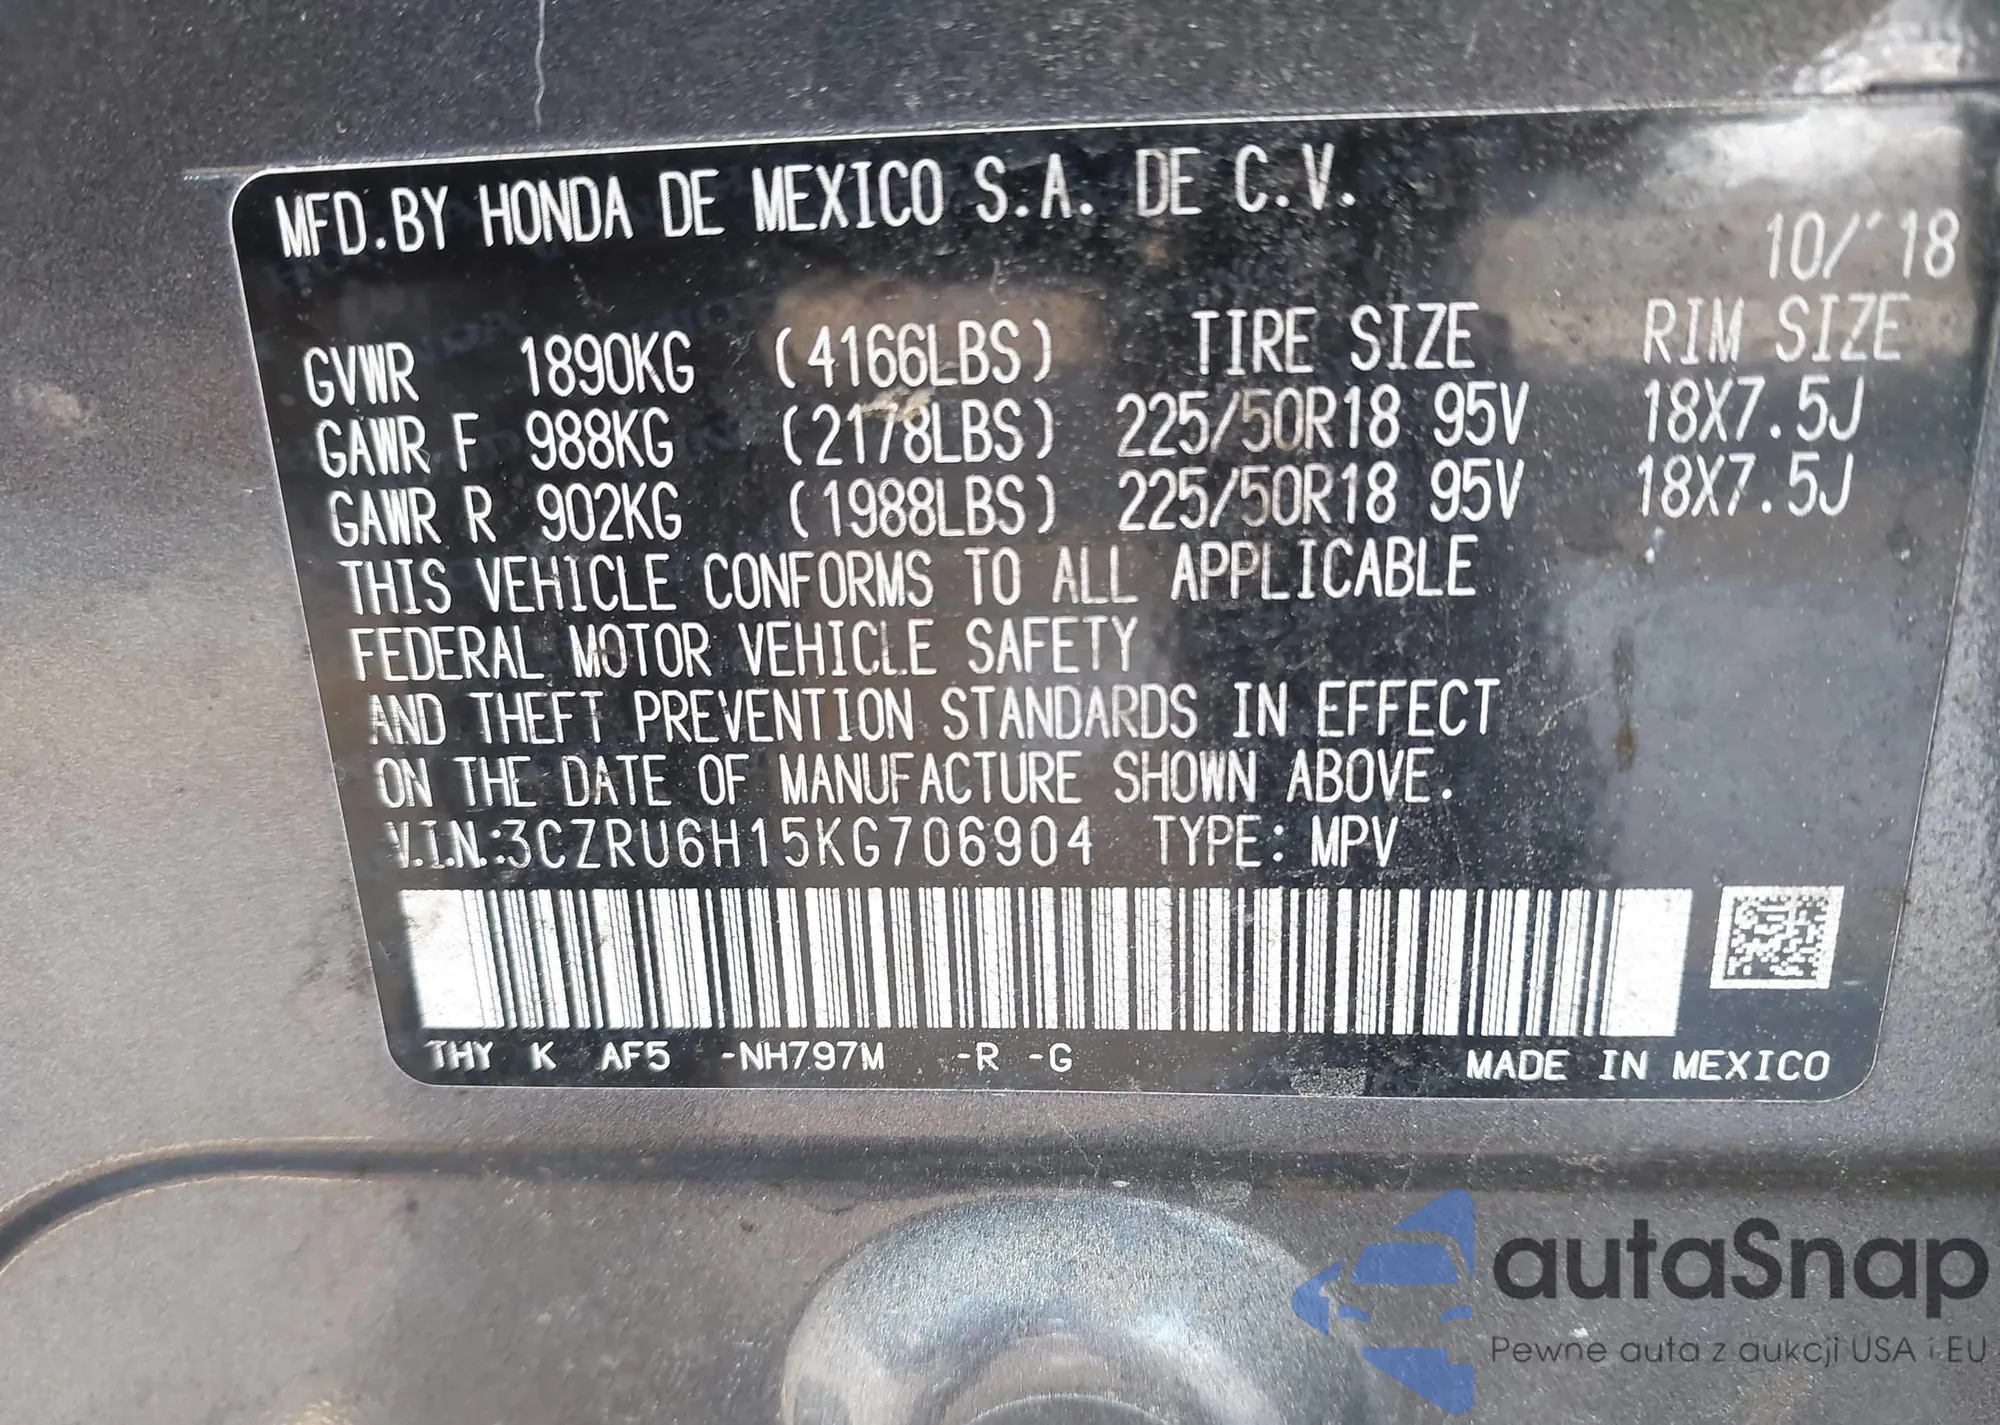 MFD.BY HONDA DE MEXICO S.A. DE C.V.
10/'18
GVWR 1890KG (4166LBS) TIRE SIZE RIM SIZE
GAWR F 988KG (2178LBS) 225/50R18 95V 18X7.5J
GAWR R 902KG (1988LBS) 225/50R18 95V 18X7.5J
THIS VEHICLE CONFORMS TO ALL APPLICABLE
FEDERAL MOTOR VEHICLE SAFETY
AND THEFT PREVENTION STANDARDS IN EFFECT
ON THE DATE OF MANUFACTURE SHOWN ABOVE.
V.I.N.:3CZRU6H15KG706904 TYPE: MPV
THY K AF5 -NH797M -R -G MADE IN MEXICO
autaSnap
Pewne auta z aukcji USA i EU